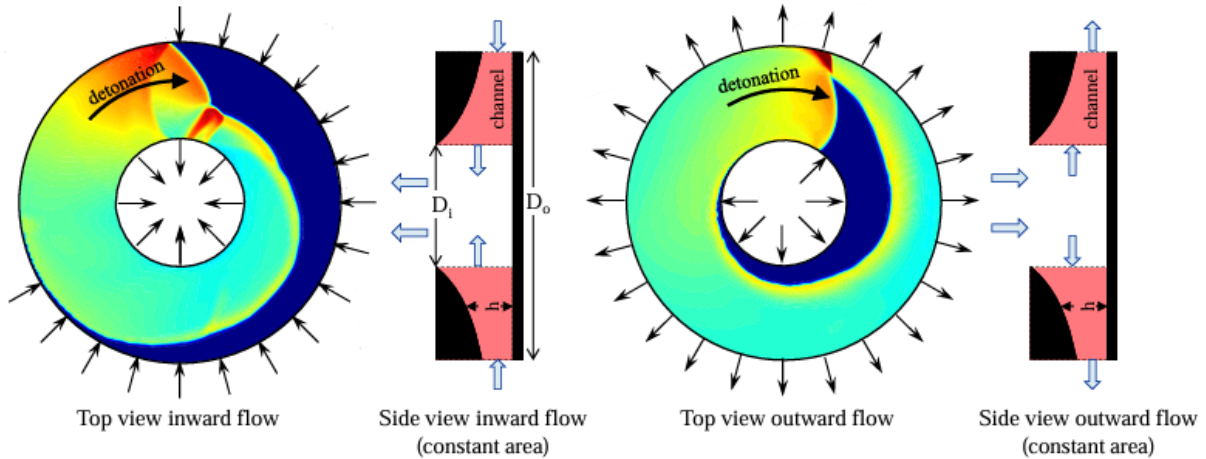 detonation
channel
D_i
D_o
h
detonation
channel
h
Top view inward flow
Side view inward flow
(constant area)
Top view outward flow
Side view outward flow
(constant area)